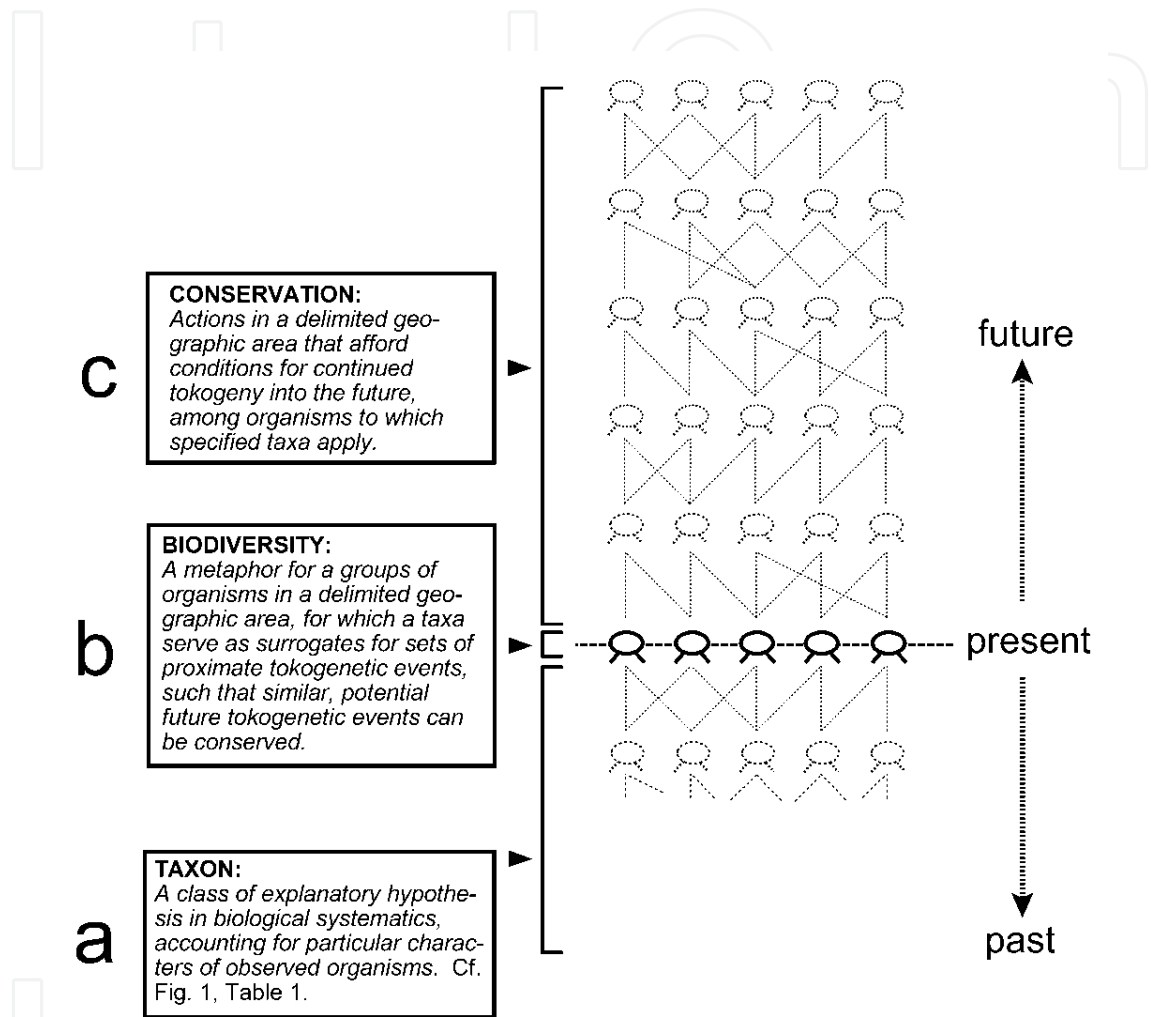 c
CONSERVATION:
Actions in a delimited geo-
graphic area that afford
conditions for continued
tokogeny into the future,
among organisms to which
specified taxa apply.
b
BIODIVERSITY:
A metaphor for a groups of
organisms in a delimited geo-
graphic area, for which a taxa
serve as surrogates for sets of
proximate tokogenetic events,
such that similar, potential
future tokogenetic events can
be conserved.
a
TAXON:
A class of explanatory hypothe-
sis in biological systematics,
accounting for particular charac-
ters of observed organisms. Cf.
Fig. 1, Table 1.
future
present
past